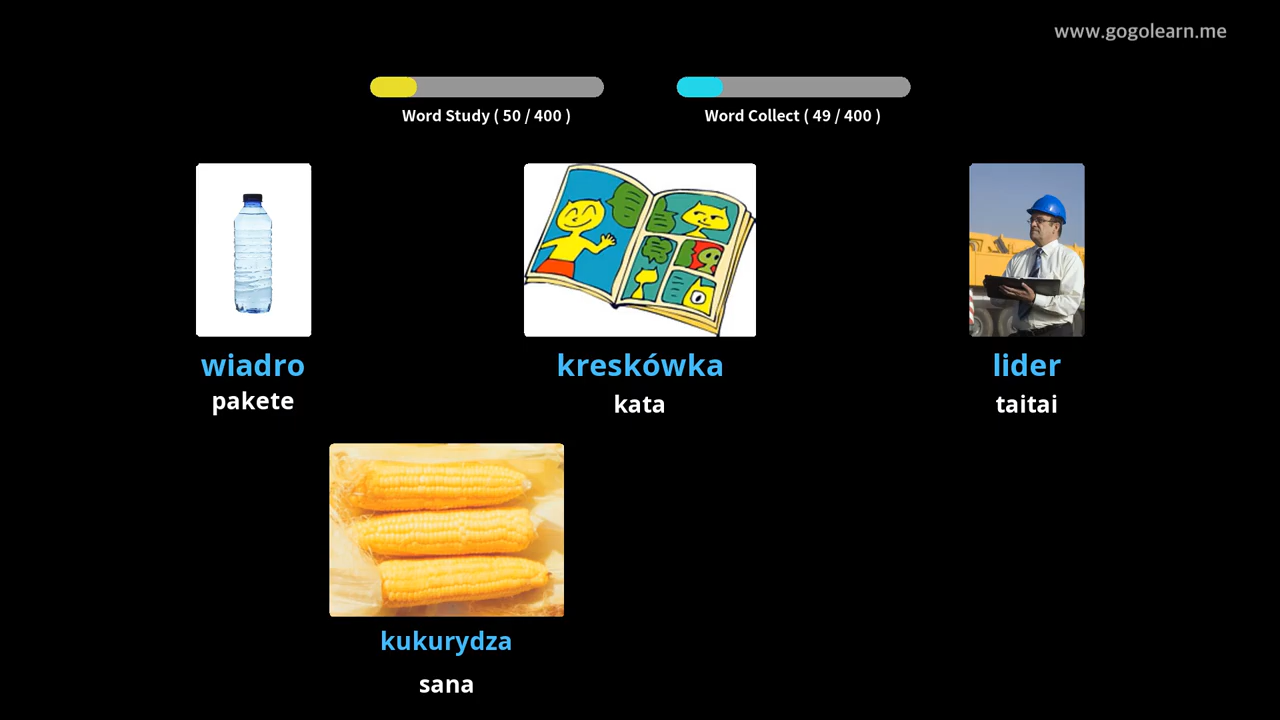 www.gogolearn.me
Word Study ( 50 / 400 )
Word Collect ( 49 / 400 )
wiadro
pakete
kreskówka
kata
lider
taitai
kukurydza
sana